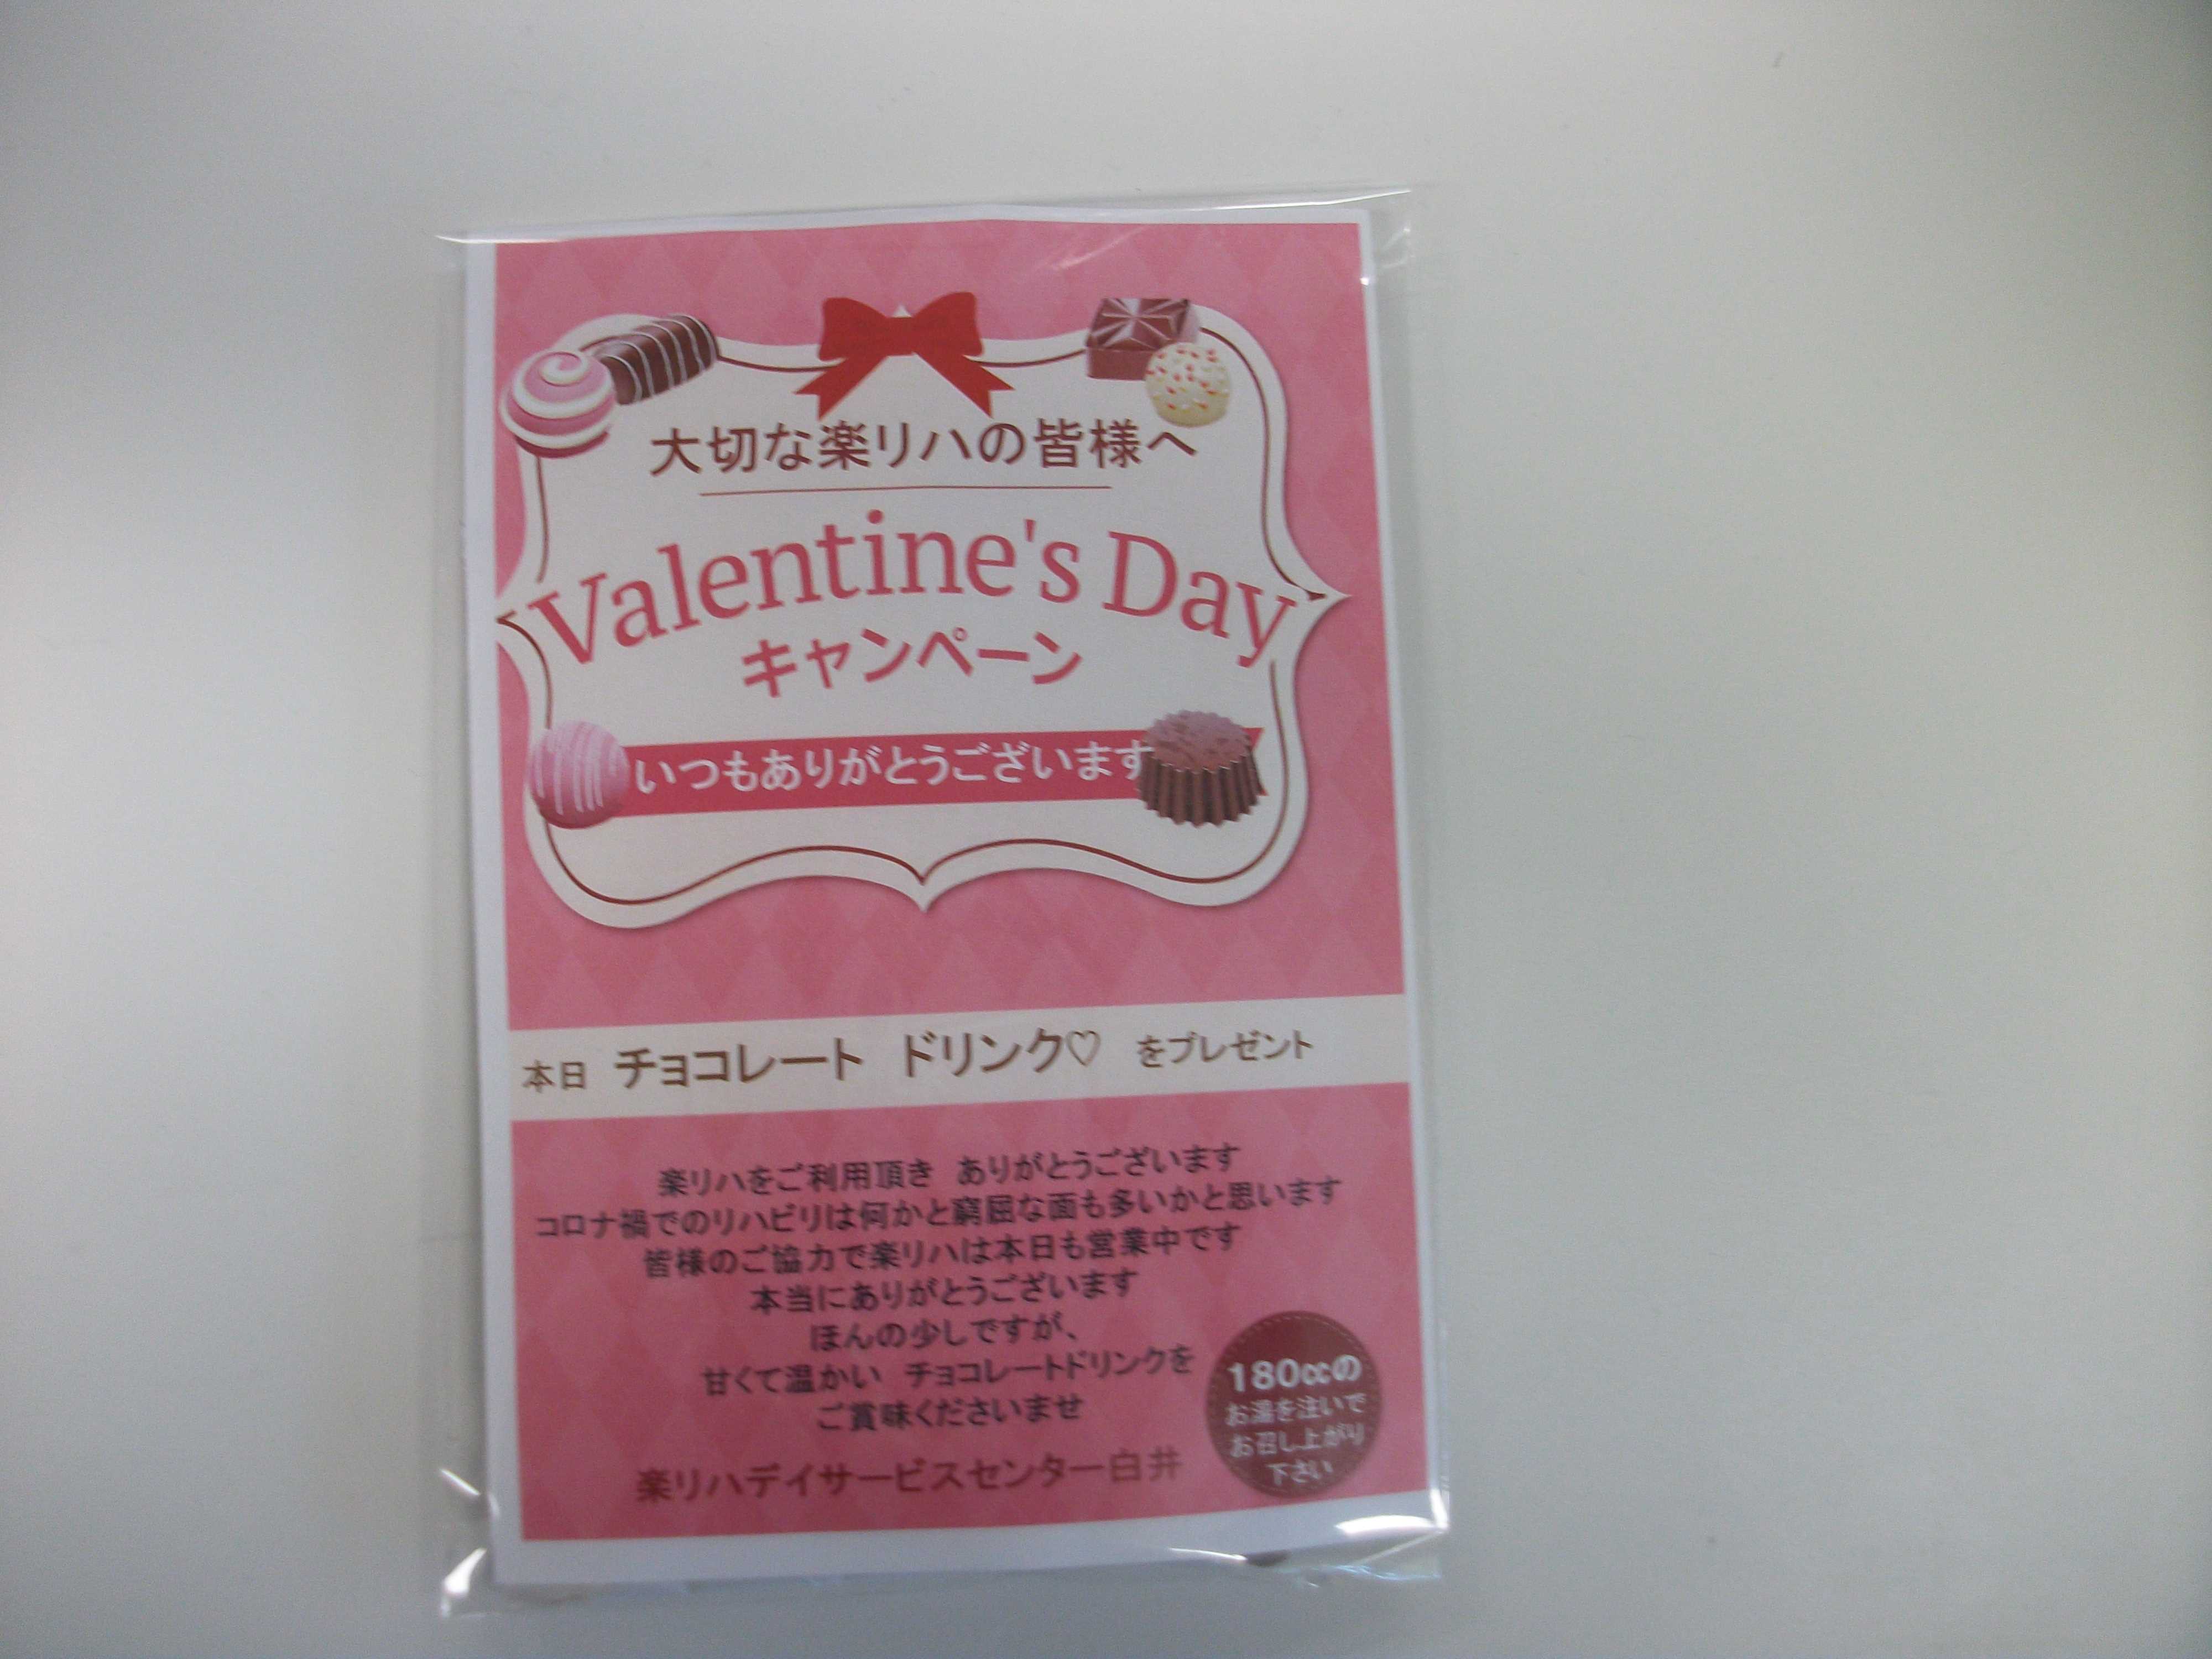 大切な楽リハの皆様へ
Valentine's Day
キャンペーン
いつもありがとうございます
本日 チョコレート ドリンク♡ をプレゼント
楽リハをご利用頂き ありがとうございます
コロナ禍でのリハビリは何かと窮屈な面も多いかと思います
皆様のご協力で楽リハは本日も営業中です
本当にありがとうございます
ほんの少しですが、
甘くて温かい チョコレートドリンクを
ご賞味くださいませ
楽リハデイサービスセンター白井
180ccの
お湯を注いで
お召し上がり
下さい